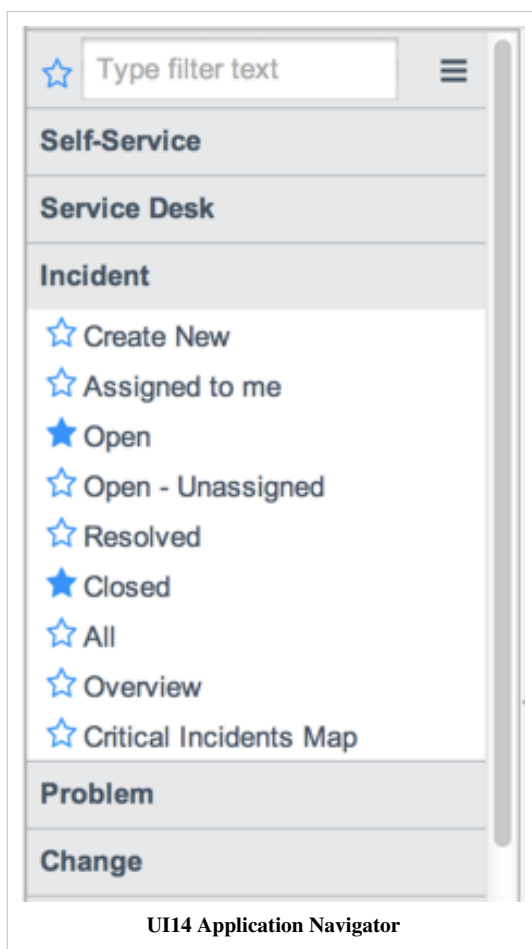 Type filter text
Self-Service
Service Desk
Incident
Create New
Assigned to me
Open
Open - Unassigned
Resolved
Closed
All
Overview
Critical Incidents Map
Problem
Change
UI14 Application Navigator